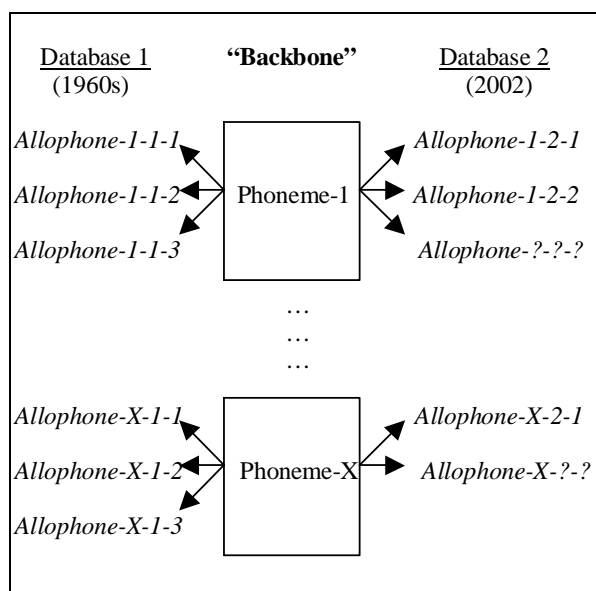 Database 1 “Backbone” Database 2
(1960s) (2002)
Allophone-1-1-1 Allophone-1-2-1
Allophone-1-1-2 Phoneme-1 Allophone-1-2-2
Allophone-1-1-3 Allophone-?-?-?
…
…
…
Allophone-X-1-1 Allophone-X-2-1
Allophone-X-1-2 Phoneme-X Allophone-X-?-?
Allophone-X-1-3